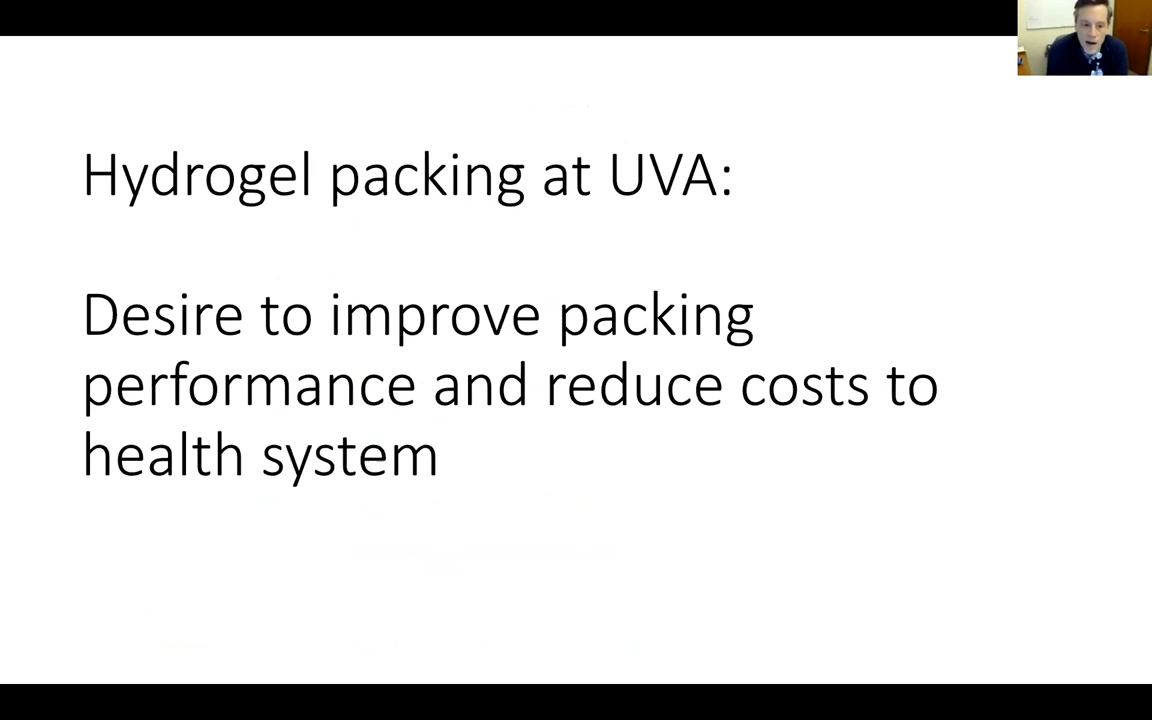 Hydrogel packing at UVA:
Desire to improve packing
performance and reduce costs to
health system